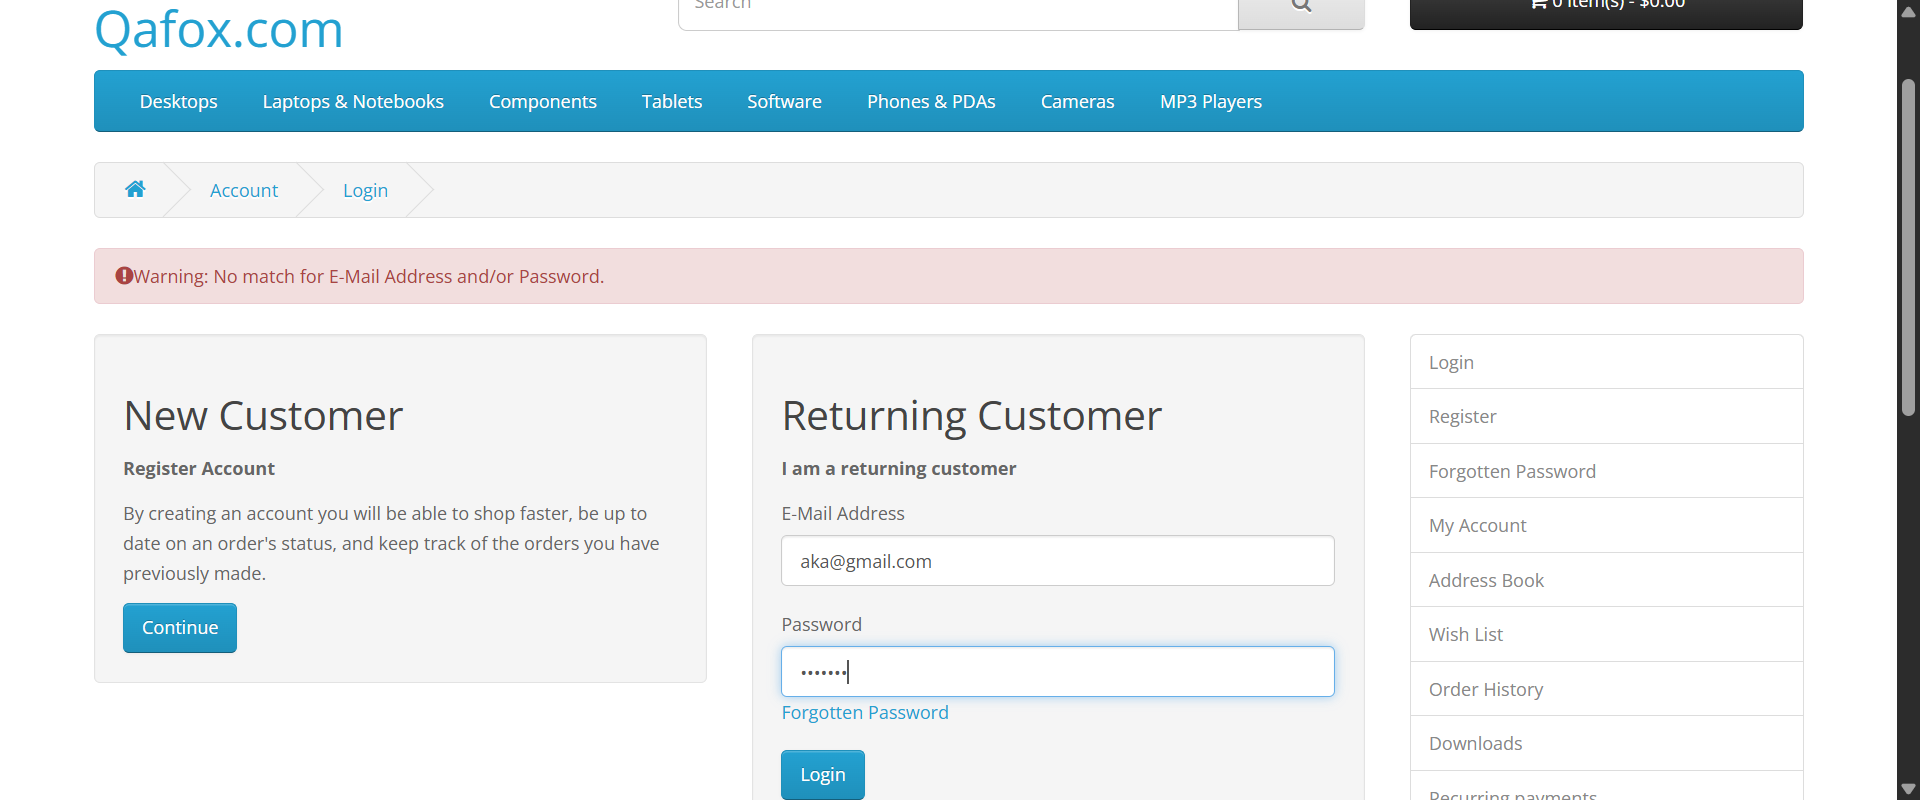 Qafox.com
Search
0 item(s) - $0.00
Desktops Laptops & Notebooks Components Tablets Software Phones & PDAs Cameras MP3 Players
Account Login
Warning: No match for E-Mail Address and/or Password.
New Customer
Register Account
By creating an account you will be able to shop faster, be up to
date on an order's status, and keep track of the orders you have
previously made.
Continue
Returning Customer
I am a returning customer
E-Mail Address
aka@gmail.com
Password
•••••••
Forgotten Password
Login
Login
Register
Forgotten Password
My Account
Address Book
Wish List
Order History
Downloads
Recurring payments